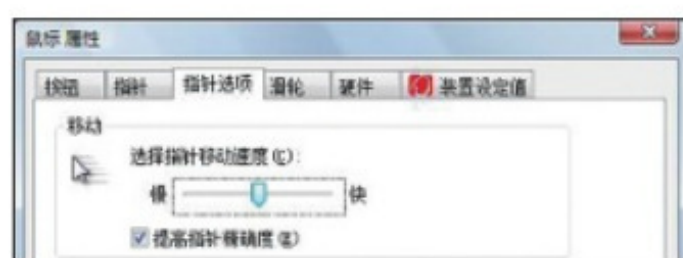 鼠标 属性
按钮 指针 指针选项 滑轮 硬件 装置设定值
移动
选择指针移动速度(C):
慢 快
提高指针精确度(E)